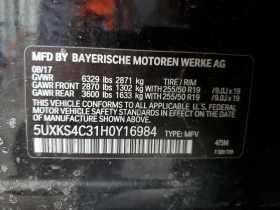 MFD BY BAYERISCHE MOTOREN WERKE AG
08/17
GVWR 6329 lbs 2871 kg TIRE / RIM
GAWR FRONT 2870 lbs 1302 kg WITH 255/50 R19 / 9.0J x 19
GAWR REAR 3600 lbs 1633 kg WITH 255/50 R19 / 9.0J x 19
THIS VEHICLE CONFORMS TO ALL APPLICABLE U.S. FEDERAL
MOTOR VEHICLE SAFETY STANDARDS IN EFFECT ON THE
DATE OF MANUFACTURE SHOWN ABOVE.
5UXKS4C31H0Y16984 TYPE: MPV
475M